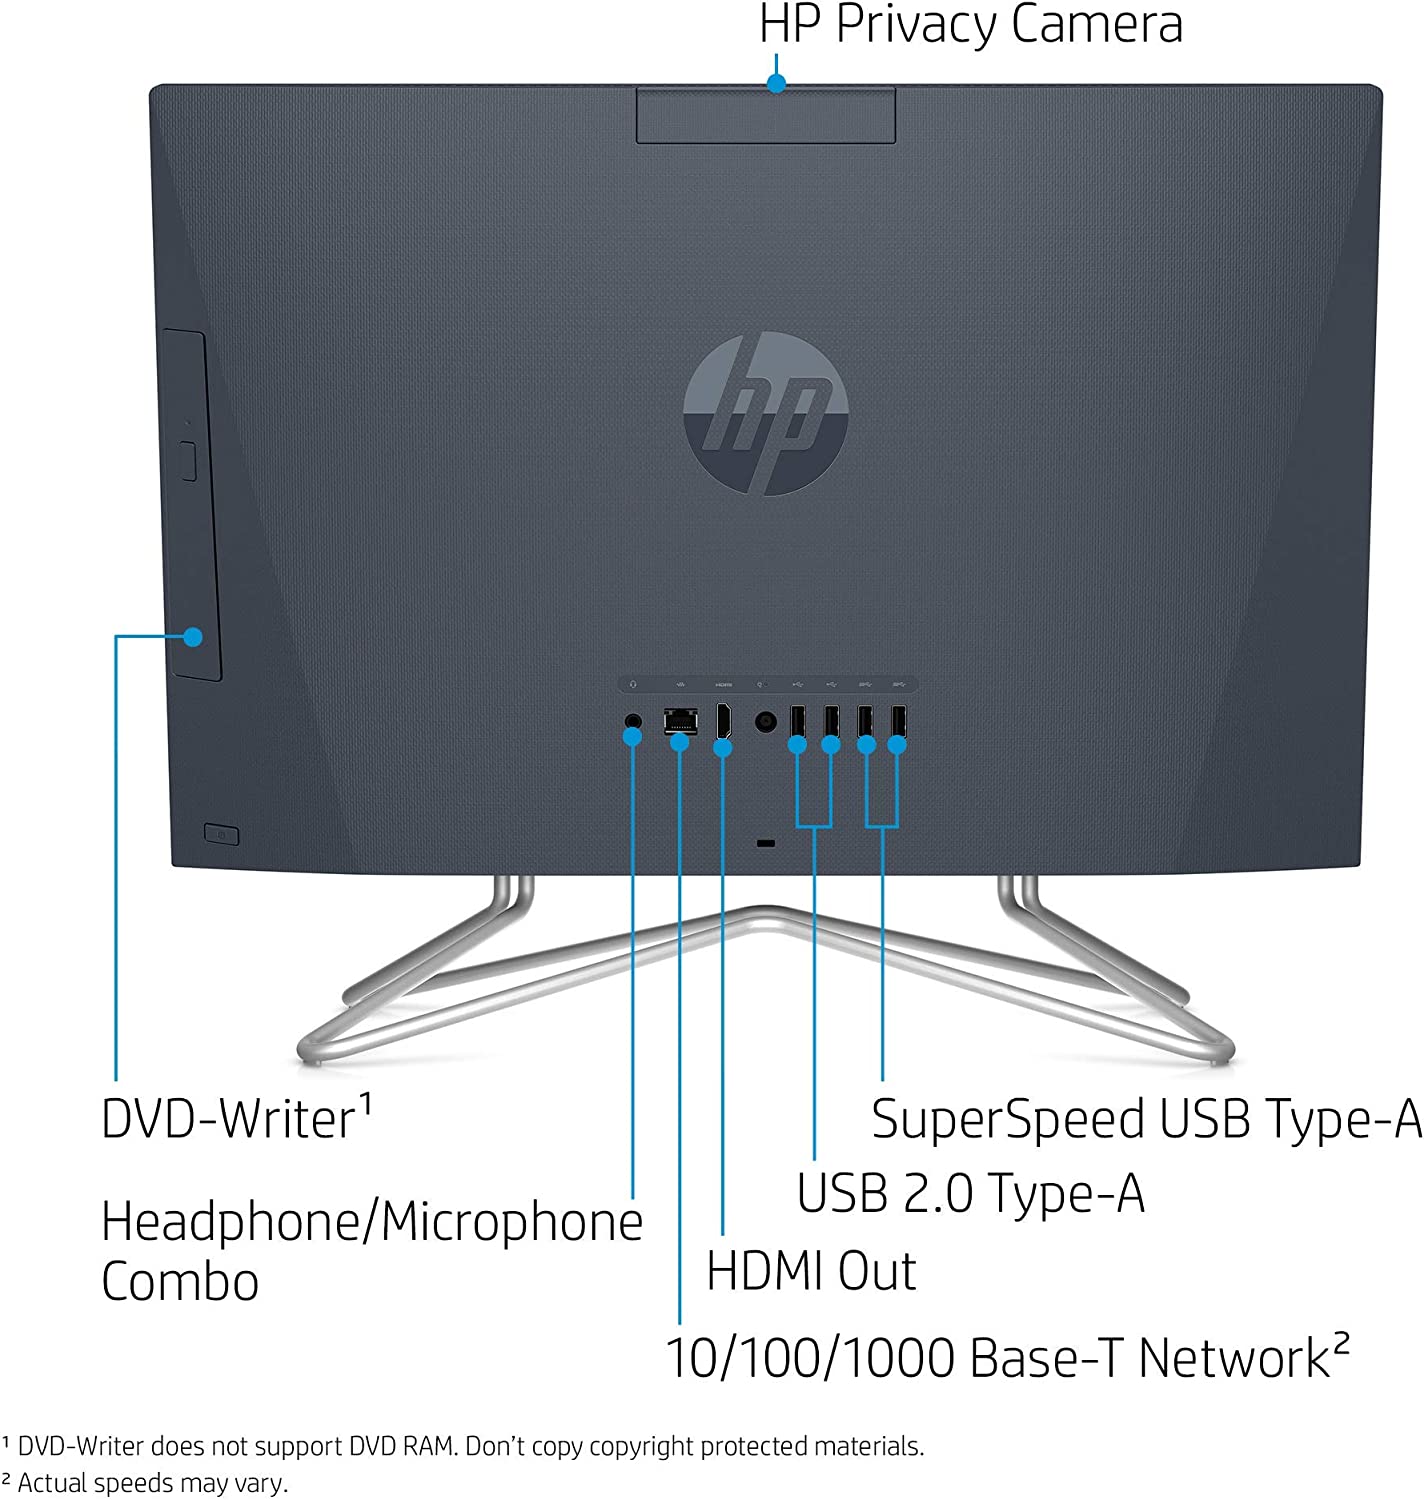 HP Privacy Camera
hp
HDMI
DVD-Writer¹
SuperSpeed USB Type-A
USB 2.0 Type-A
Headphone/Microphone
Combo
HDMI Out
10/100/1000 Base-T Network²
¹ DVD-Writer does not support DVD RAM. Don’t copy copyright protected materials.
² Actual speeds may vary.